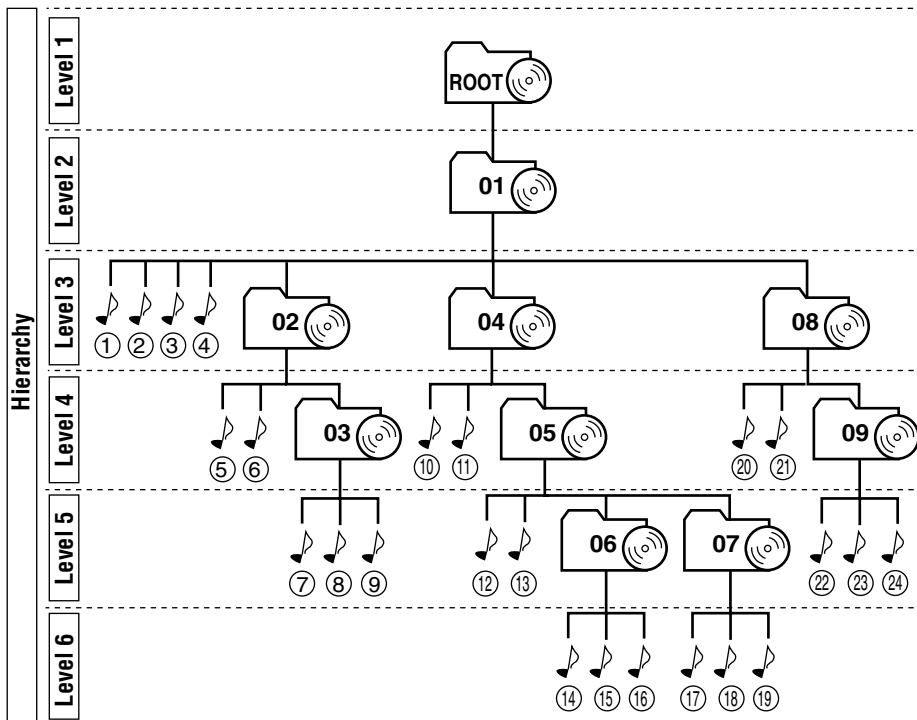 Hierarchy
Level 1
ROOT
Level 2
01
Level 3
① ② ③ ④
02
04
08
Level 4
⑤ ⑥
03
⑩ ⑪
05
⑳ ㉑
09
Level 5
⑦ ⑧ ⑨
⑫ ⑬
06
07
㉒ ㉓ ㉔
Level 6
⑭ ⑮ ⑯
⑰ ⑱ ⑲